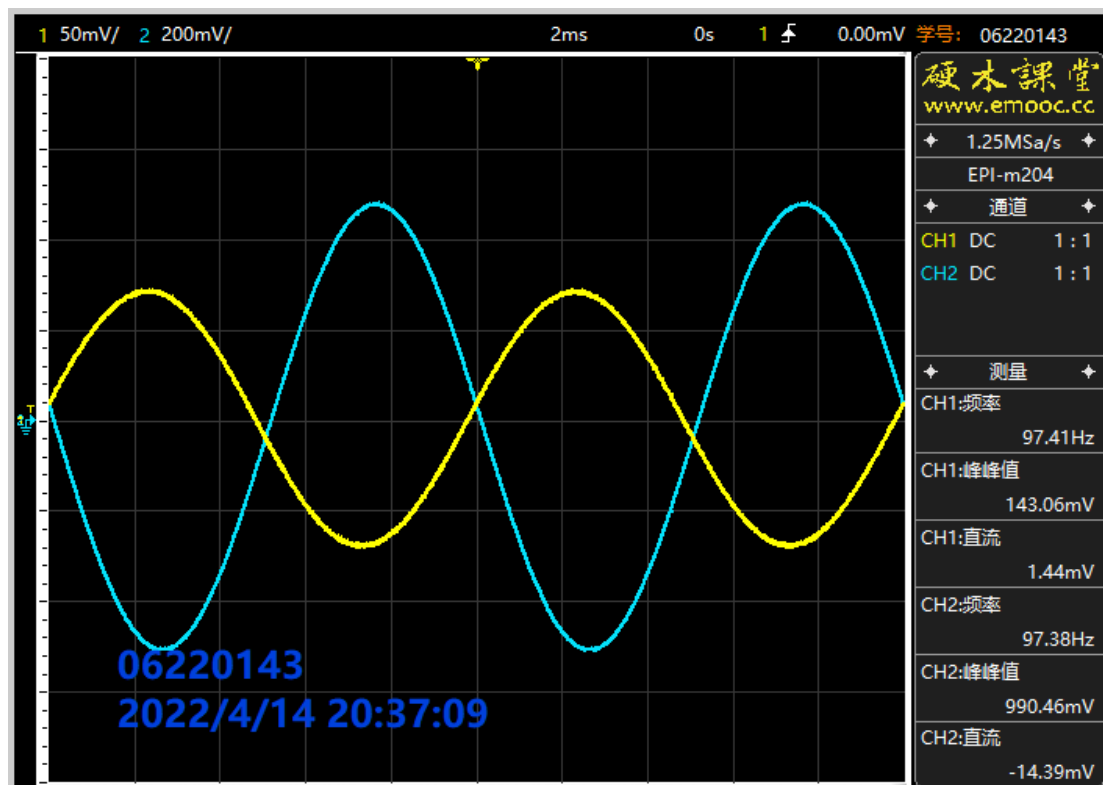 1 50mV/ 2 200mV/ 2ms 0s 1 0.00mV 学号: 06220143
硬木課堂
www.emooc.cc
1.25MSa/s
EPI-m204
通道
CH1 DC 1 : 1
CH2 DC 1 : 1
测量
CH1:频率
97.41Hz
CH1:峰峰值
143.06mV
CH1:直流
1.44mV
CH2:频率
97.38Hz
CH2:峰峰值
990.46mV
CH2:直流
-14.39mV
T
06220143
2022/4/14 20:37:09